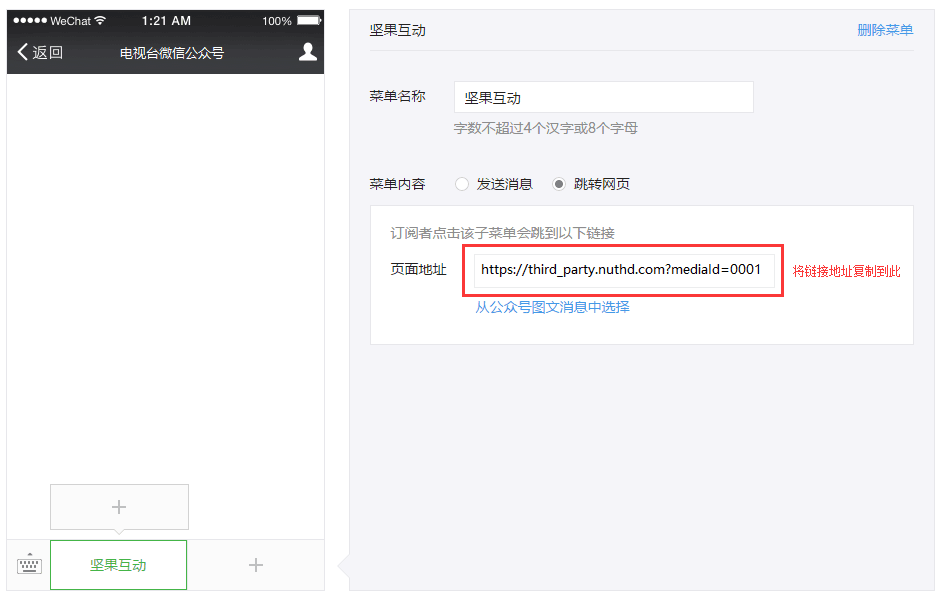 WeChat 1:21 AM 100%
返回 电视台微信公众号
坚果互动
坚果互动 删除菜单
菜单名称 坚果互动
字数不超过4个汉字或8个字母
菜单内容 发送消息 跳转网页
订阅者点击该子菜单会跳到以下链接
页面地址 https://third_party.nuthd.com?mediaId=0001 将链接地址复制到此
从公众号图文消息中选择